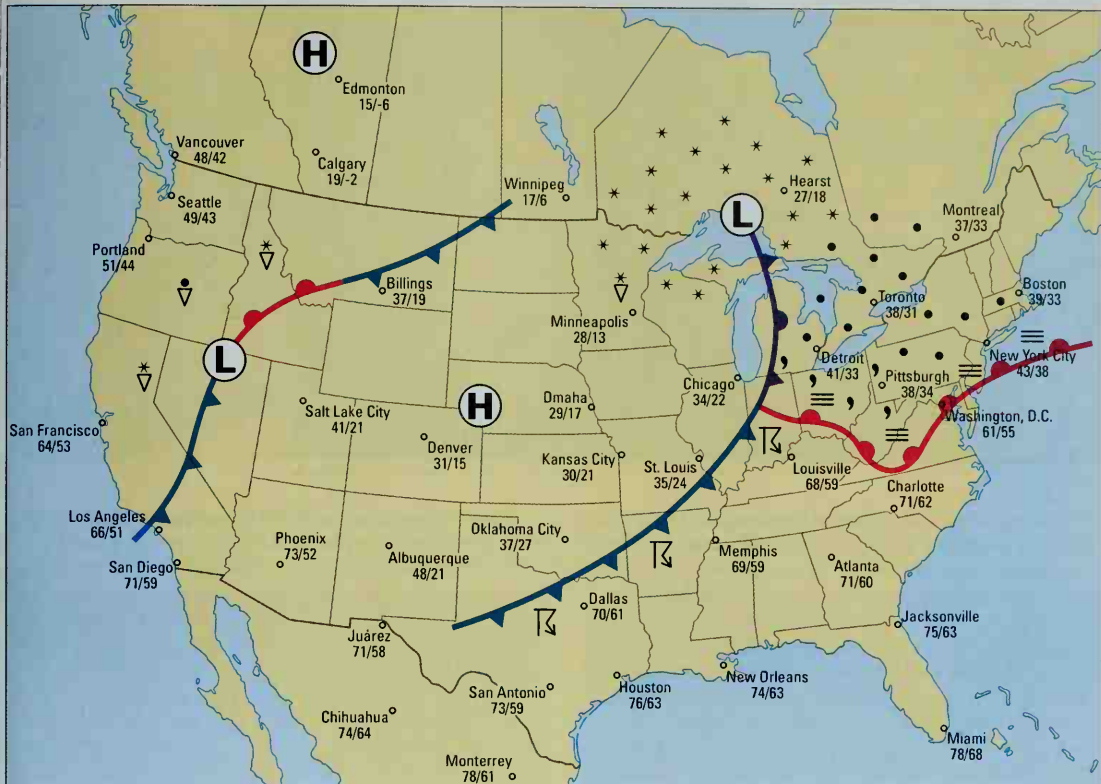 H
Edmonton
15/-6
Vancouver
48/42
Calgary
19/-2
Winnipeg
17/6
Hearst
27/18
Seattle
49/43
L
Montreal
37/33
Portland
51/44
Billings
37/19
Toronto
38/31
Boston
39/33
Minneapolis
28/13
New York City
43/38
L
Detroit
41/33
Pittsburgh
38/34
Chicago
34/22
H
Omaha
29/17
Salt Lake City
41/21
Washington, D.C.
61/55
San Francisco
64/53
Denver
31/15
Kansas City
30/21
St. Louis
35/24
Louisville
68/59
Charlotte
71/62
Los Angeles
66/51
Phoenix
73/52
Oklahoma City
37/27
Albuquerque
48/21
Memphis
69/59
Atlanta
71/60
San Diego
71/59
Dallas
70/61
Jacksonville
75/63
Juárez
71/58
San Antonio
73/59
Houston
76/63
New Orleans
74/63
Chihuahua
74/64
Miami
78/68
Monterrey
78/61